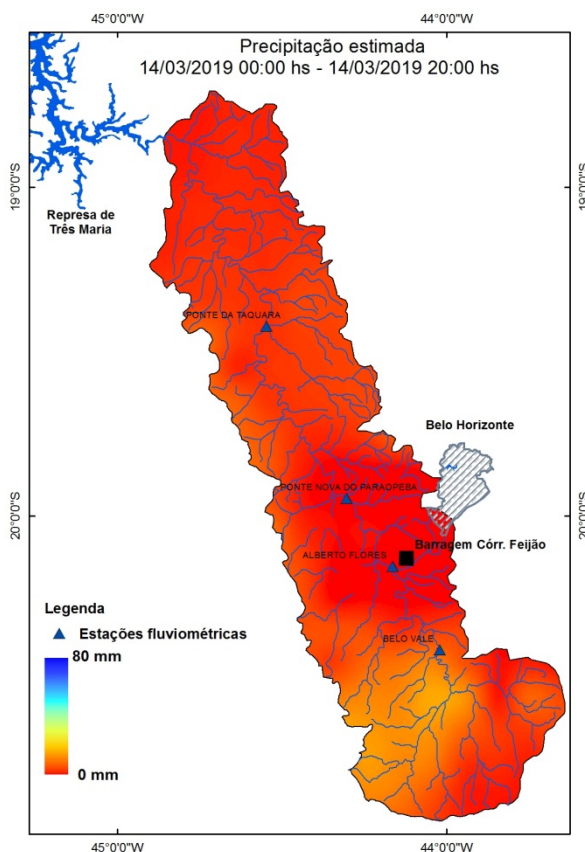 45°0'0"W
44°0'0"W
Precipitação estimada
14/03/2019 00:00 hs - 14/03/2019 20:00 hs
19°0'0"S
19°0'0"S
Represa de
Três Maria
PONTE DA TAQUARA
Belo Horizonte
PONTE NOVA DO PARAOPEBA
20°0'0"S
20°0'0"S
Barragem Córr. Feijão
ALBERTO FLORES
Legenda
Estações fluviométricas
BELO VALE
80 mm
0 mm
45°0'0"W
44°0'0"W